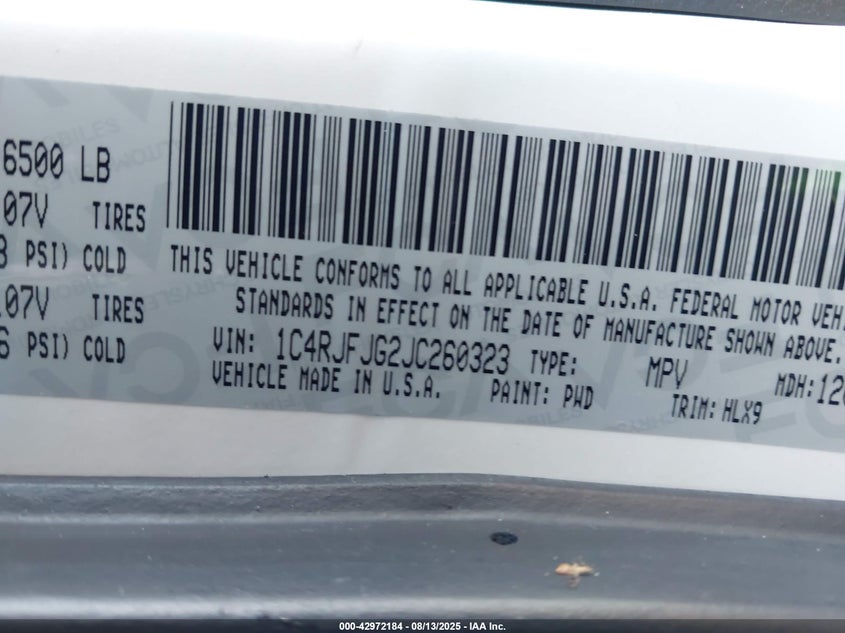 6500 LB
07V TIRES
PSI) COLD
07V TIRES
PSI) COLD
THIS VEHICLE CONFORMS TO ALL APPLICABLE U.S.A. FEDERAL MOTOR
STANDARDS IN EFFECT ON THE DATE OF MANUFACTURE SHOWN ABOVE.
VIN: 1C4RJFJG2JC260323 TYPE: MPV MDH:
VEHICLE MADE IN U.S.A. PAINT: PWD TRIM: HLX9
000-42972184 - 08/13/2025 - IAA Inc.